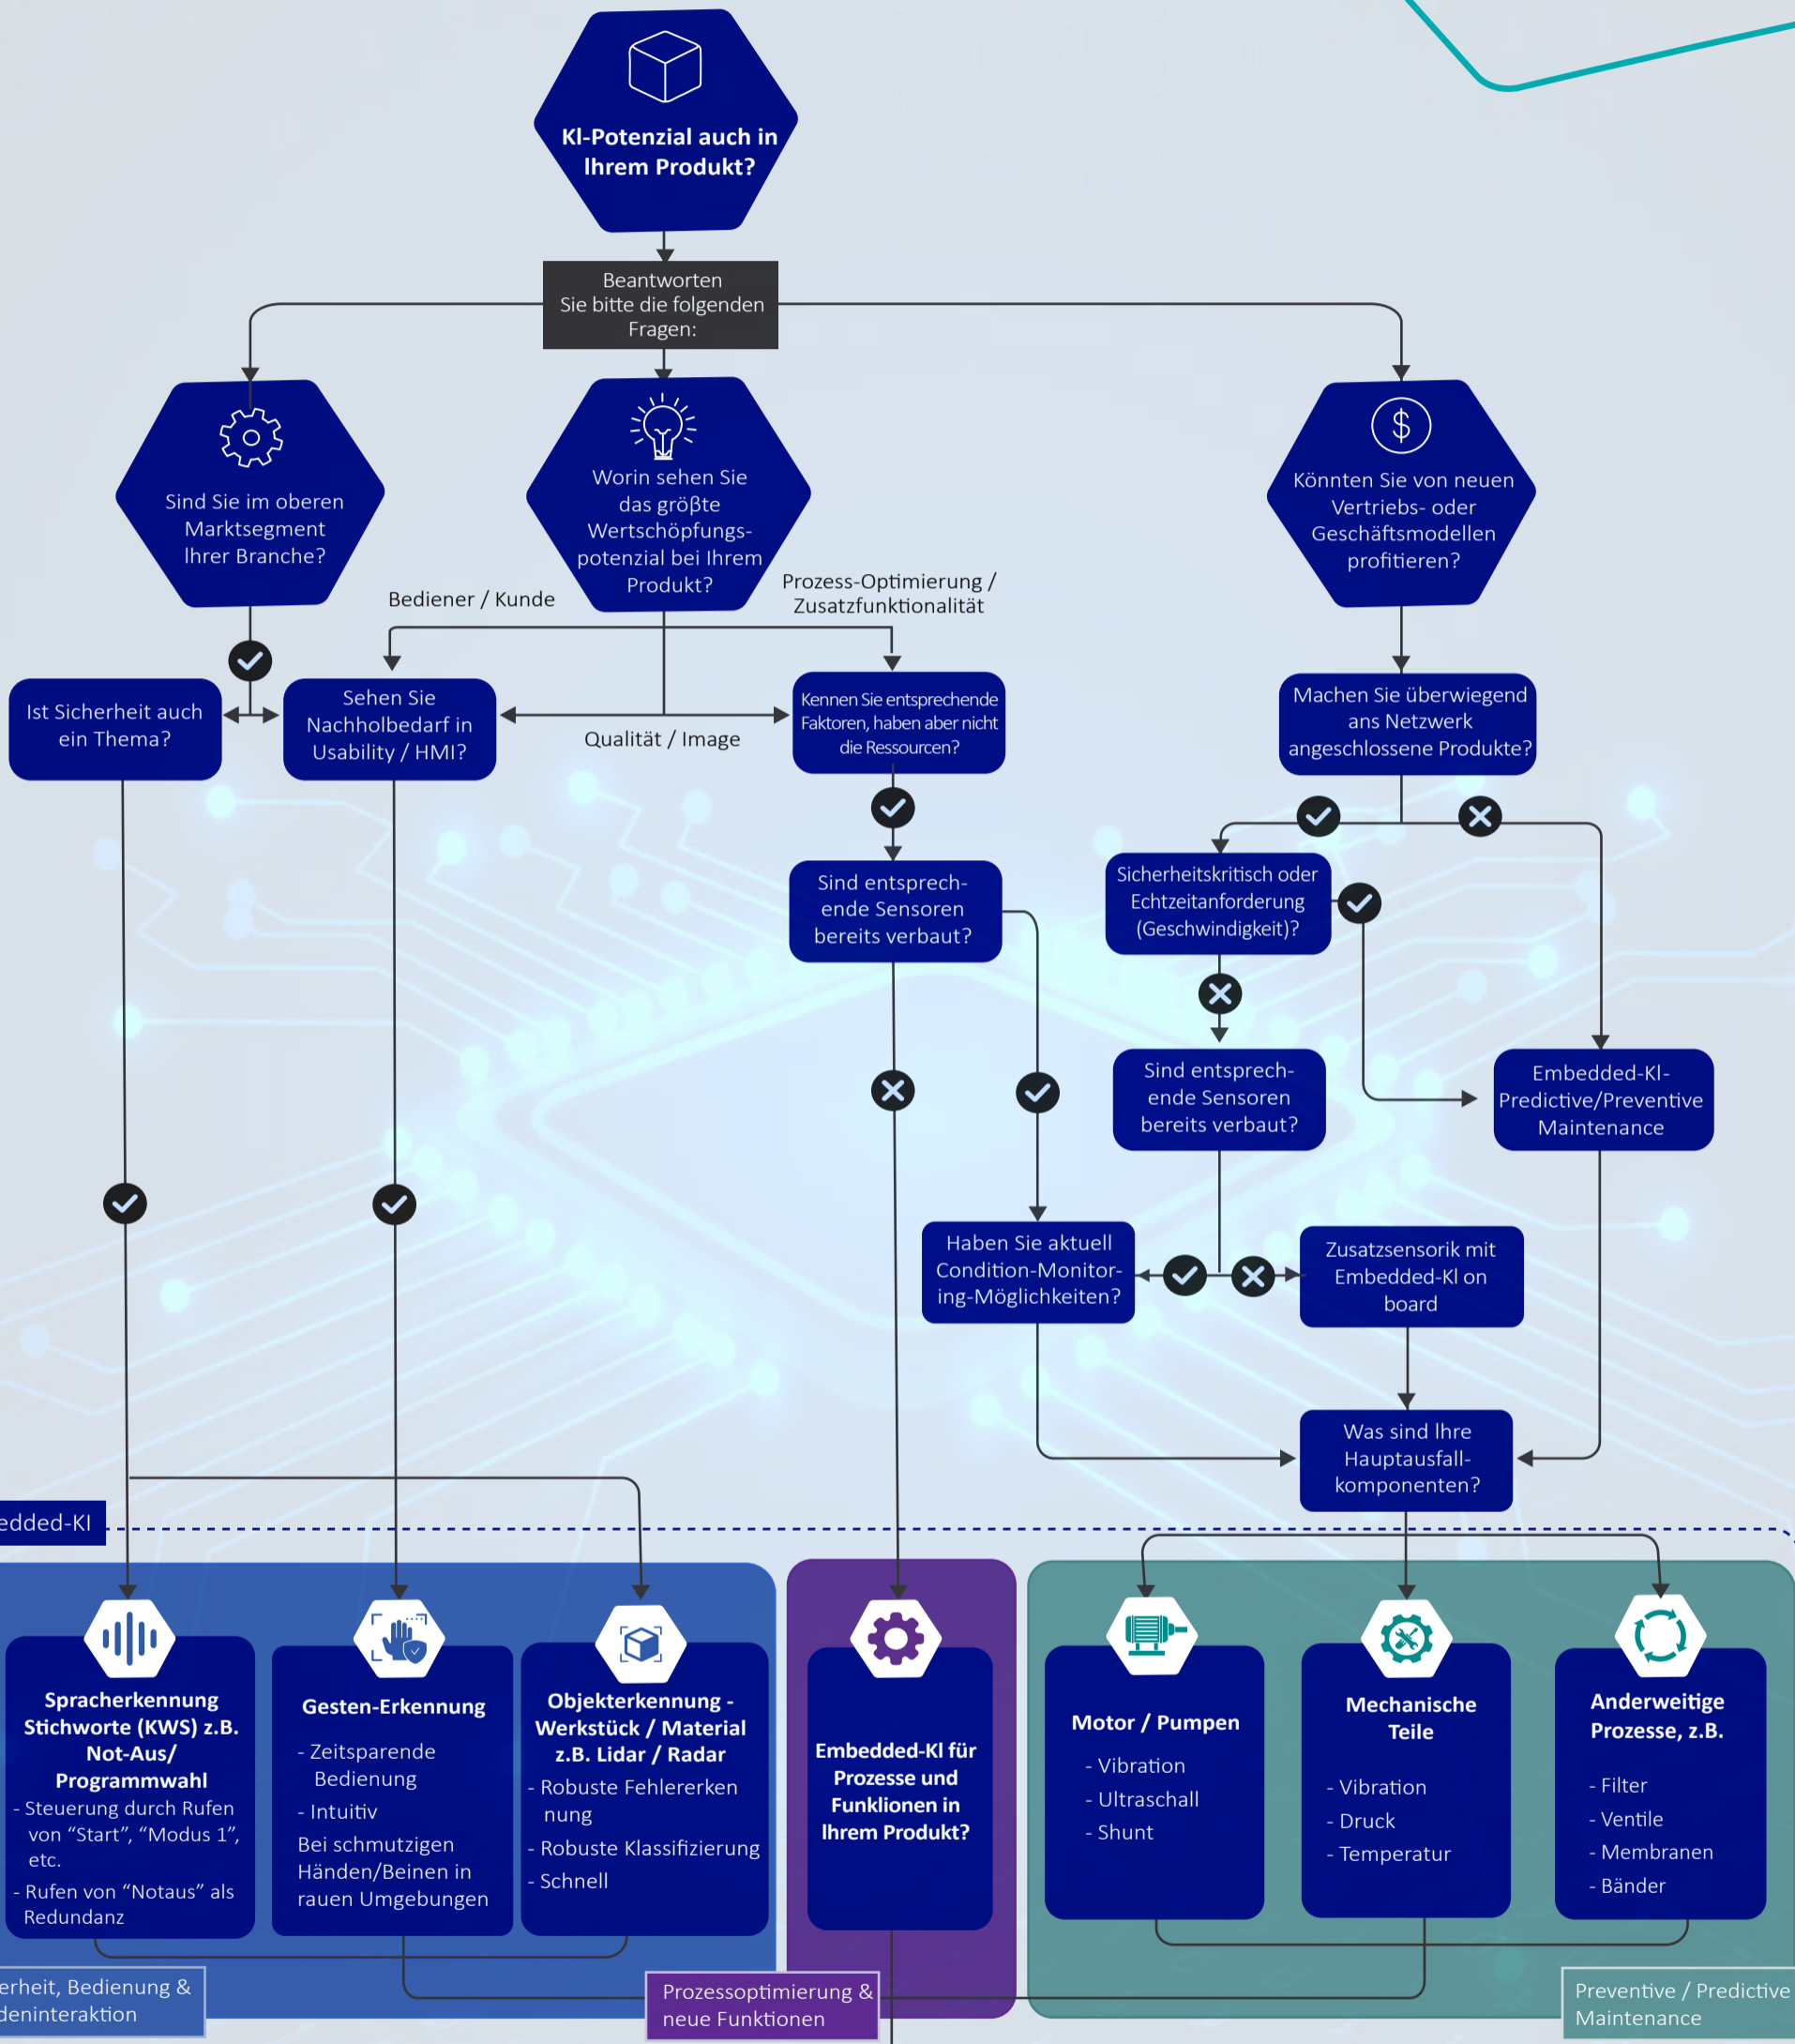 KI-Potenzial auch in
Ihrem Produkt?
Beantworten
Sie bitte die folgenden
Fragen:
Sind Sie im oberen
Marktsegment
Ihrer Branche?
Worin sehen Sie
das größte
Wertschöpfungs-
potenzial bei Ihrem
Produkt?
Könnten Sie von neuen
Vertriebs- oder
Geschäftsmodellen
profitieren?
Bediener / Kunde
Prozess-Optimierung /
Zusatzfunktionalität
Ist Sicherheit auch
ein Thema?
Sehen Sie
Nachholbedarf in
Usability / HMI?
Qualität / Image
Kennen Sie entsprechende
Faktoren, haben aber nicht
die Ressourcen?
Machen Sie überwiegend
ans Netzwerk
angeschlossene Produkte?
Sind entsprech-
ende Sensoren
bereits verbaut?
Sicherheitskritisch oder
Echtzeitanforderung
(Geschwindigkeit)?
Sind entsprech-
ende Sensoren
bereits verbaut?
Embedded-KI-
Predictive/Preventive
Maintenance
Haben Sie aktuell
Condition-Monitor-
ing-Möglichkeiten?
Zusatzsensorik mit
Embedded-KI on
board
Was sind Ihre
Hauptausfall-
komponenten?
edded-KI
Spracherkennung
Stichworte (KWS) z.B.
Not-Aus/
Programmwahl
- Steuerung durch Rufen
von “Start”, “Modus 1”,
etc.
- Rufen von “Notaus” als
Redundanz
Gesten-Erkennung
- Zeitsparende
Bedienung
- Intuitiv
Bei schmutzigen
Händen/Beinen in
rauen Umgebungen
Objekterkennung -
Werkstück / Material
z.B. Lidar / Radar
- Robuste Fehlererken
nung
- Robuste Klassifizierung
- Schnell
Embedded-KI für
Prozesse und
Funklionen in
Ihrem Produkt?
Motor / Pumpen
- Vibration
- Ultraschall
- Shunt
Mechanische
Teile
- Vibration
- Druck
- Temperatur
Anderweitige
Prozesse, z.B.
- Filter
- Ventile
- Membranen
- Bänder
erheit, Bedienung &
deninteraktion
Prozessoptimierung &
neue Funktionen
Preventive / Predictive
Maintenance